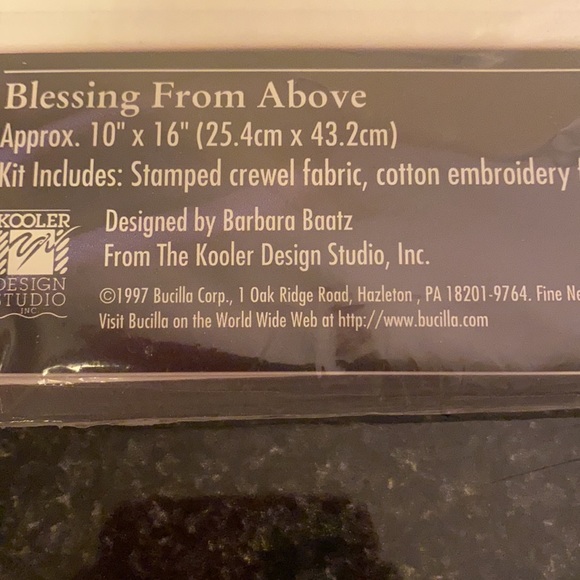 Blessing From Above
Approx. 10" x 16" (25.4cm x 43.2cm)
Kit Includes: Stamped crewel fabric, cotton embroidery
KOOLER
DESIGN
STUDIO
INC
Designed by Barbara Baatz
From The Kooler Design Studio, Inc.
©1997 Bucilla Corp., 1 Oak Ridge Road, Hazleton , PA 18201-9764. Fine
Visit Bucilla on the World Wide Web at http://www.bucilla.com